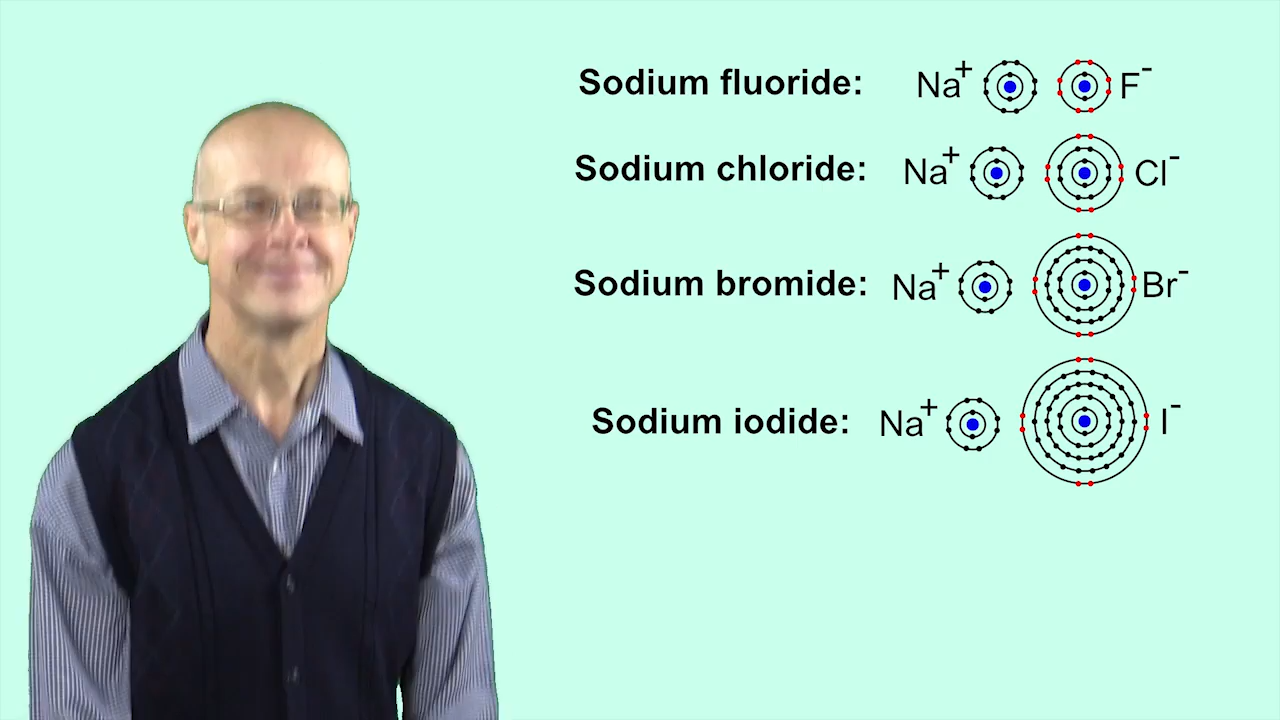 Sodium fluoride: Na+ F-
Sodium chloride: Na+ Cl-
Sodium bromide: Na+ Br-
Sodium iodide: Na+ I-